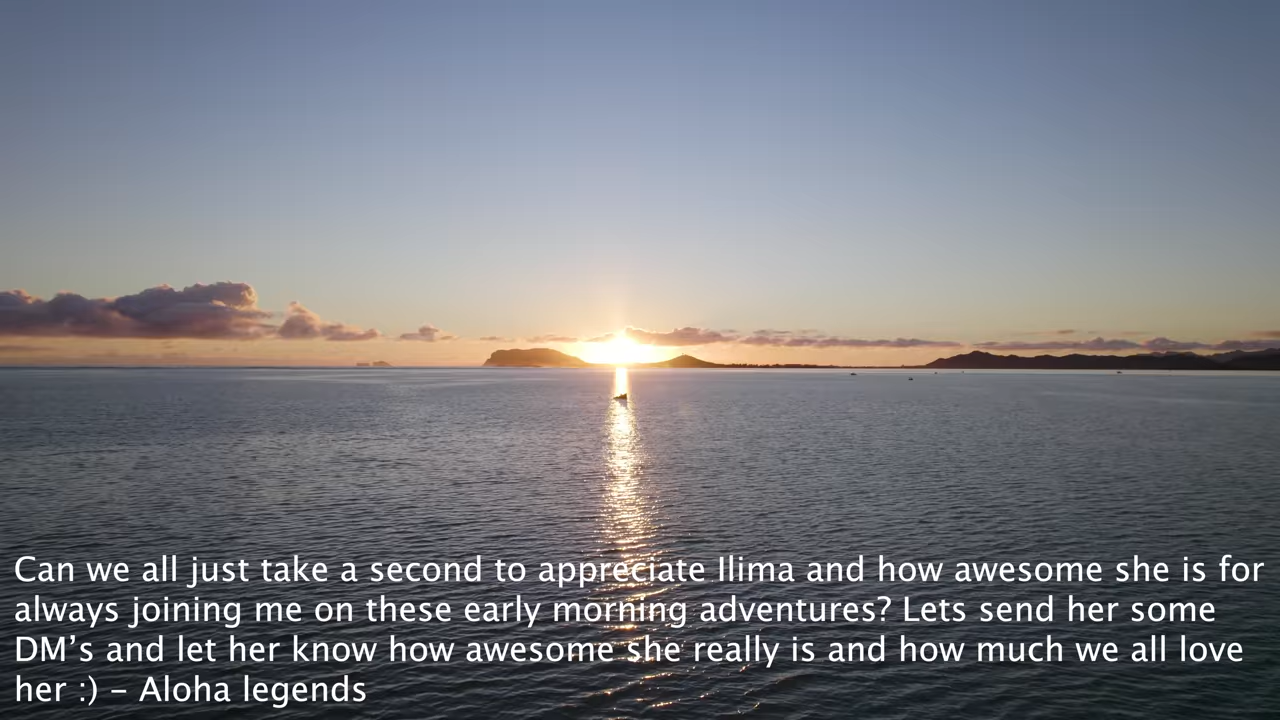 Can we all just take a second to appreciate Ilima and how awesome she is for
always joining me on these early morning adventures? Lets send her some
DM’s and let her know how awesome she really is and how much we all love
her :) – Aloha legends